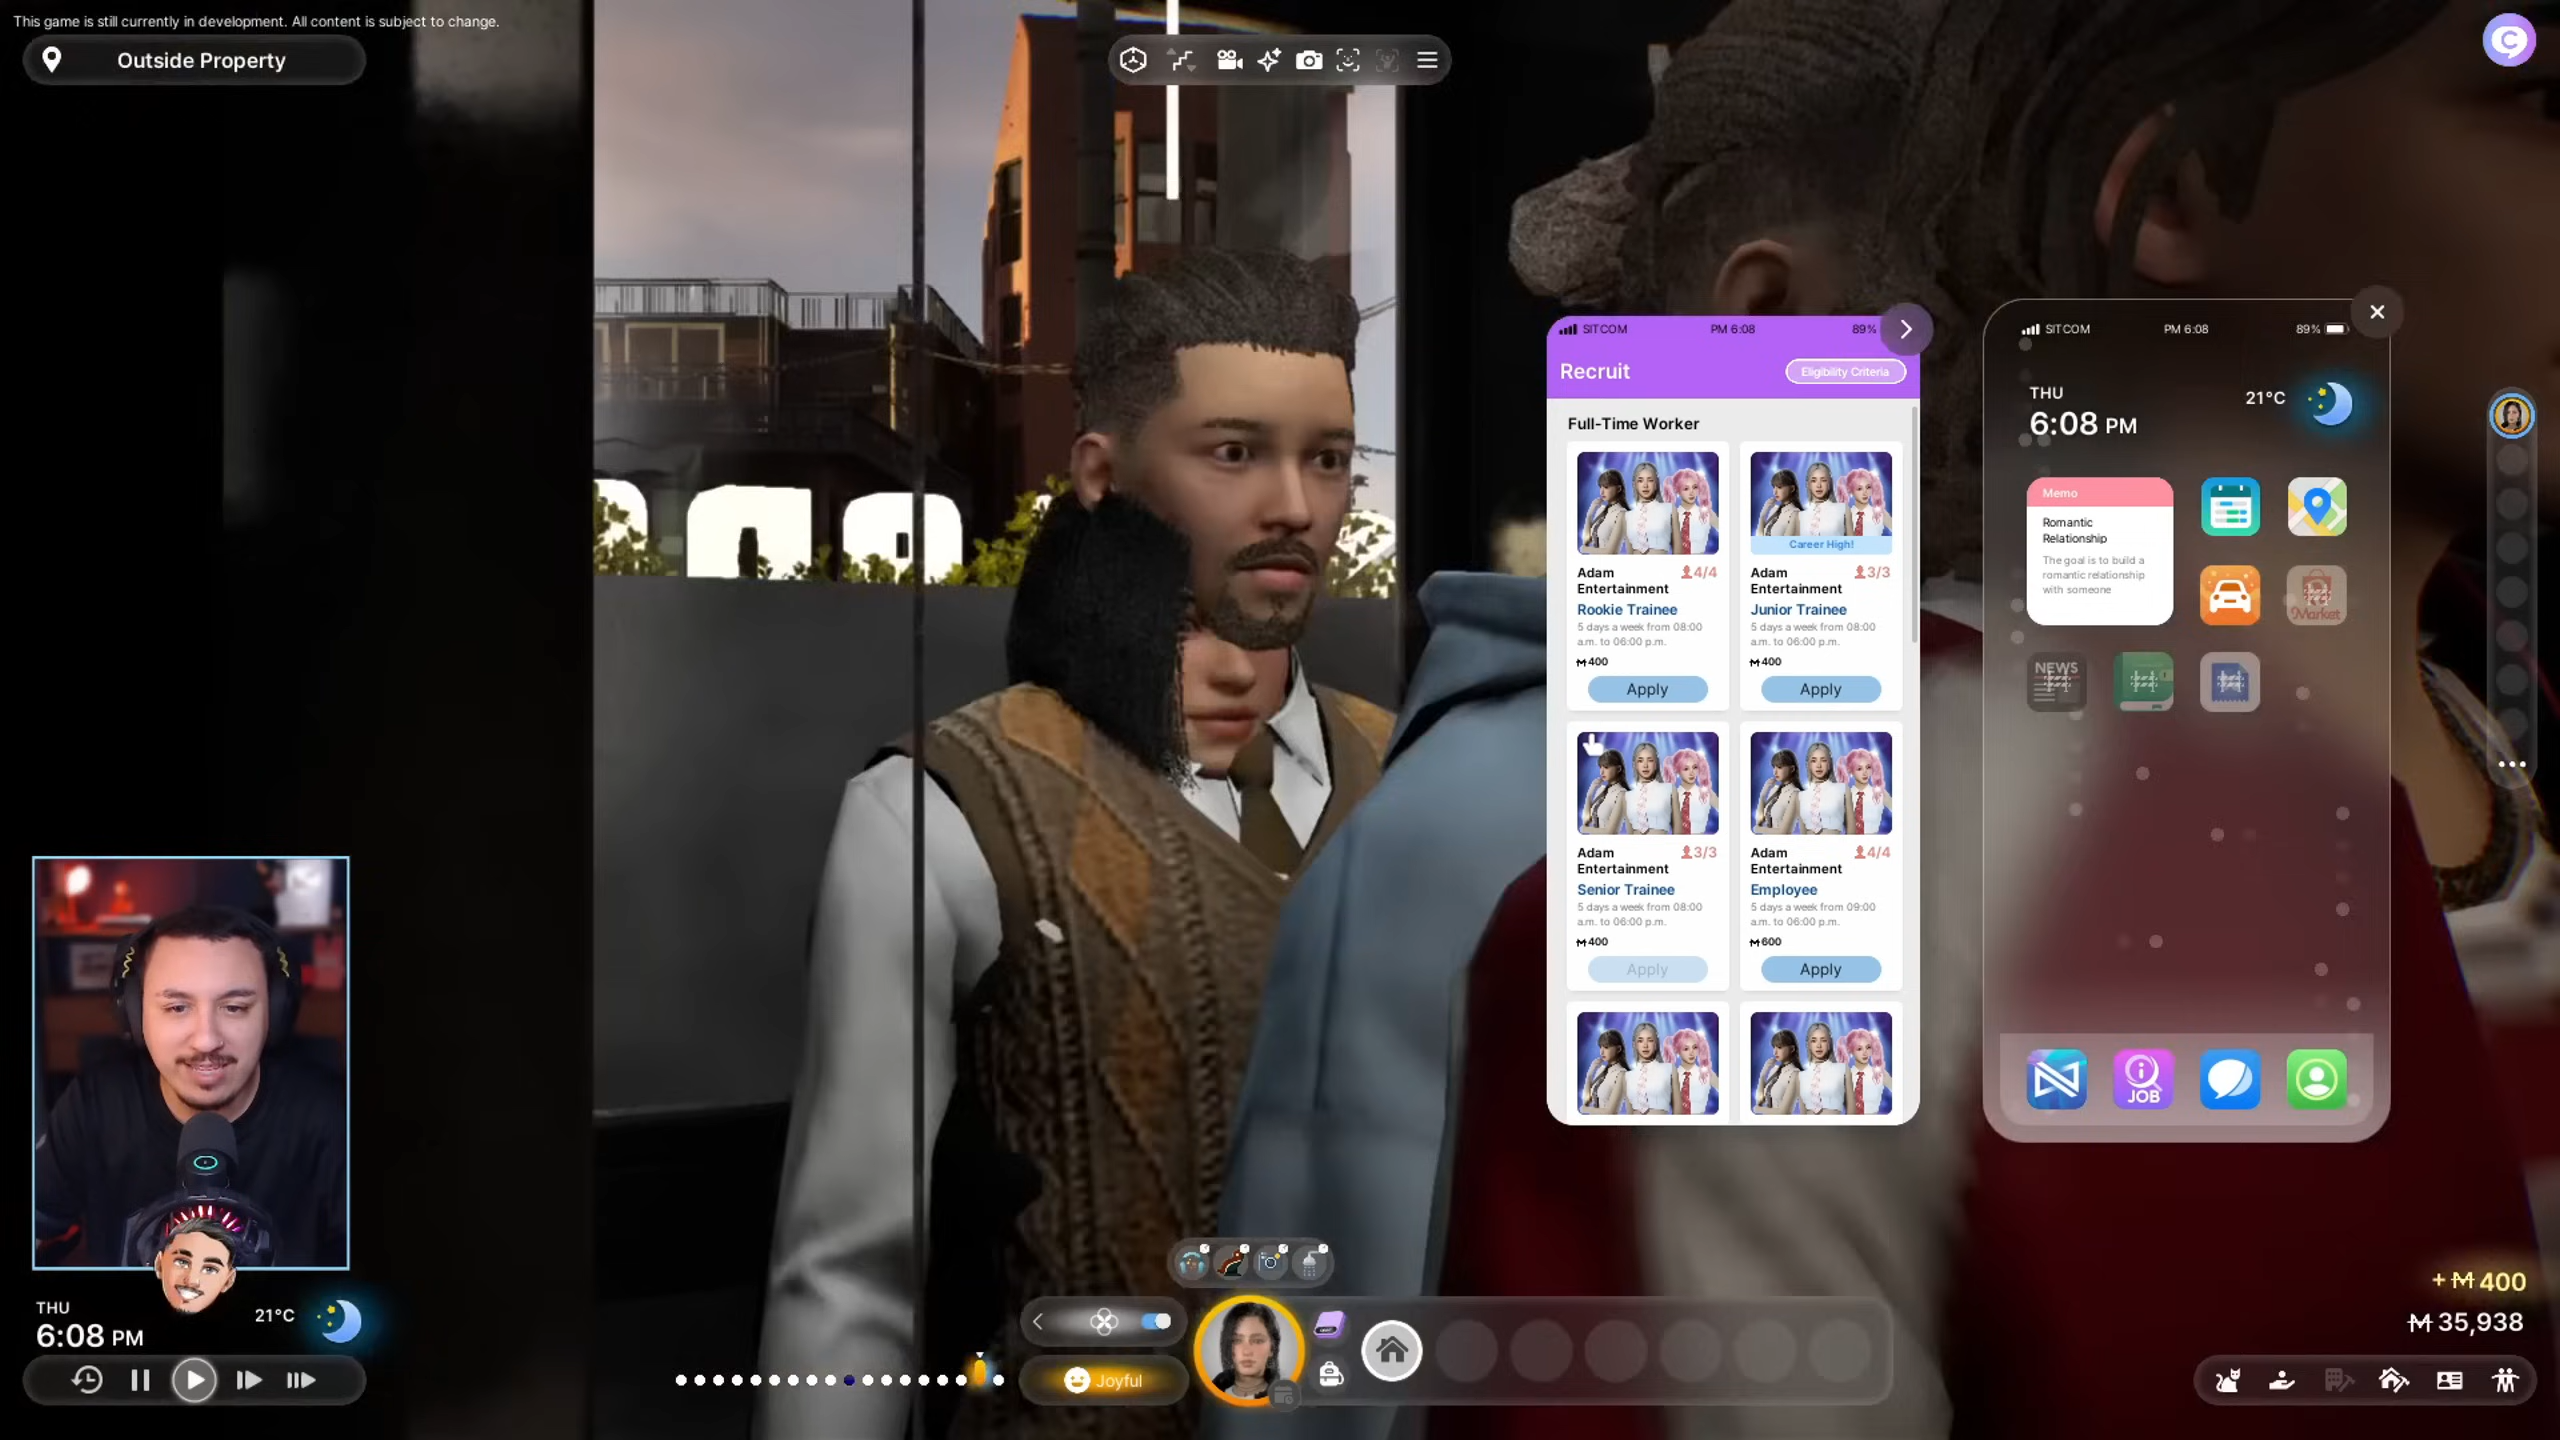 This game is still currently in development. All content is subject to change.
Outside Property
SITCOM PM 6:08 89%
Recruit
Eligibility Criteria
Full-Time Worker
Adam Entertainment 4/4
Rookie Trainee
5 days a week from 08:00
a.m. to 06:00 p.m.
400
Apply
Career High!
Adam Entertainment 3/3
Junior Trainee
5 days a week from 08:00
a.m. to 06:00 p.m.
400
Apply
Adam Entertainment 3/3
Senior Trainee
5 days a week from 08:00
a.m. to 06:00 p.m.
400
Apply
Adam Entertainment 4/4
Employee
5 days a week from 09:00
a.m. to 06:00 p.m.
600
Apply
SITCOM PM 6:08 89%
THU
6:08 PM
21°C
Memo
Romantic
Relationship
The goal is to build a
romantic relationship
with someone
Market
NEWS
JOB
THU
6:08 PM
21°C
Joyful
+ 400
35,938